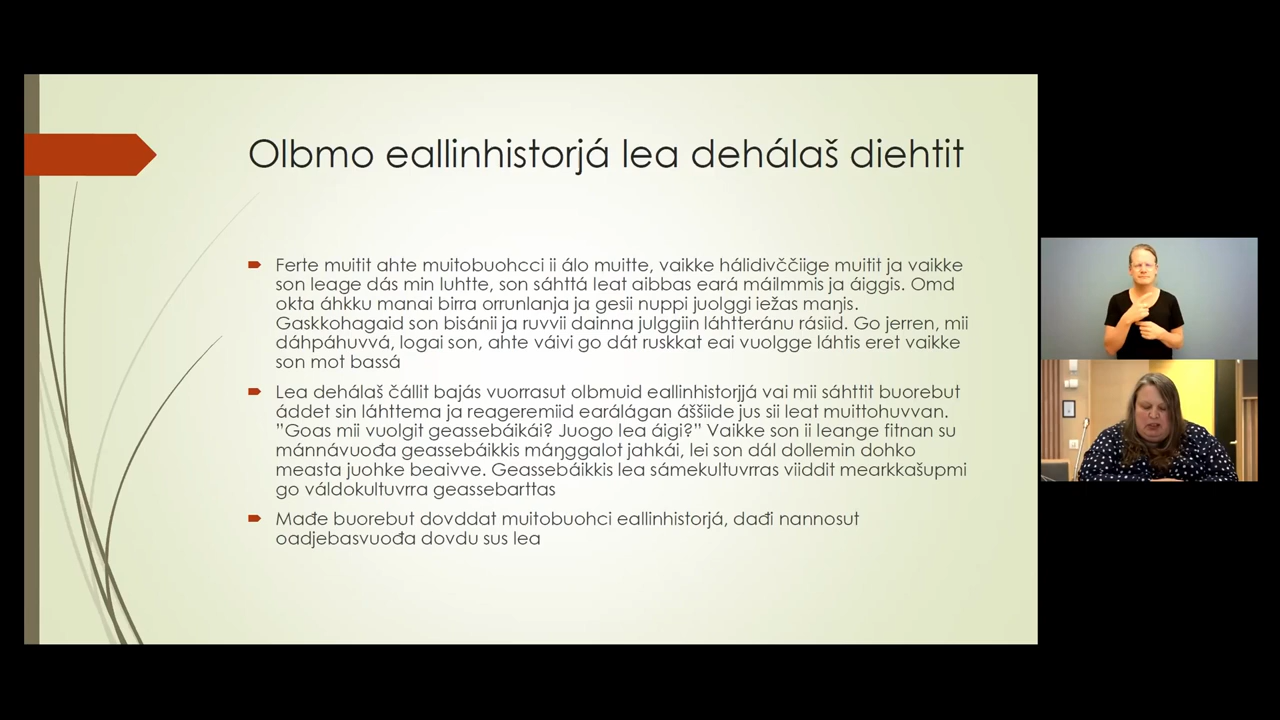 Olbmo eallinhistorjá lea dehálaš diehtit
Ferte muitit ahte muitobuohcci ii álo muitte, vaikke hálidivččiige muitit ja vaikke
son leage dás min luhtte, son sáhttá leat aibbas eará máilmmis ja áiggis. Omd
okta áhkku manai birra orrunlanja ja gesii nuppi juolggi iežas maŋis.
Gaskkohagaid son bisánii ja ruvvii dainna julggiin láhtteránu rásiid. Go jerren, mii
dáhpáhuvvá, logai son, ahte váivi go dát ruskkat eai vuolgge láhtis eret vaikke
son mot bassá
Lea dehálaš čállit bajás vuorrasut olbmuid eallinhistorjjá vai mii sáhttit buorebut
áddet sin láhttema ja reageremiid earálágan áššiide jus sii leat muittohuvvan.
”Goas mii vuolgit geassebáikái? Juogo lea áigi?” Vaikke son ii leange fitnan su
mánnávuođa geassebáikkis máŋggalot jahkái, lei son dál dollemin dohko
measta juohke beaivve. Geassebáikkis lea sámekultuvrras viiddit mearkkašupmi
go váldokultuvrra geassebarttas
Mađe buorebut dovddat muitobuohci eallinhistorjá, dađi nannosut
oadjebasvuođa dovdu sus lea